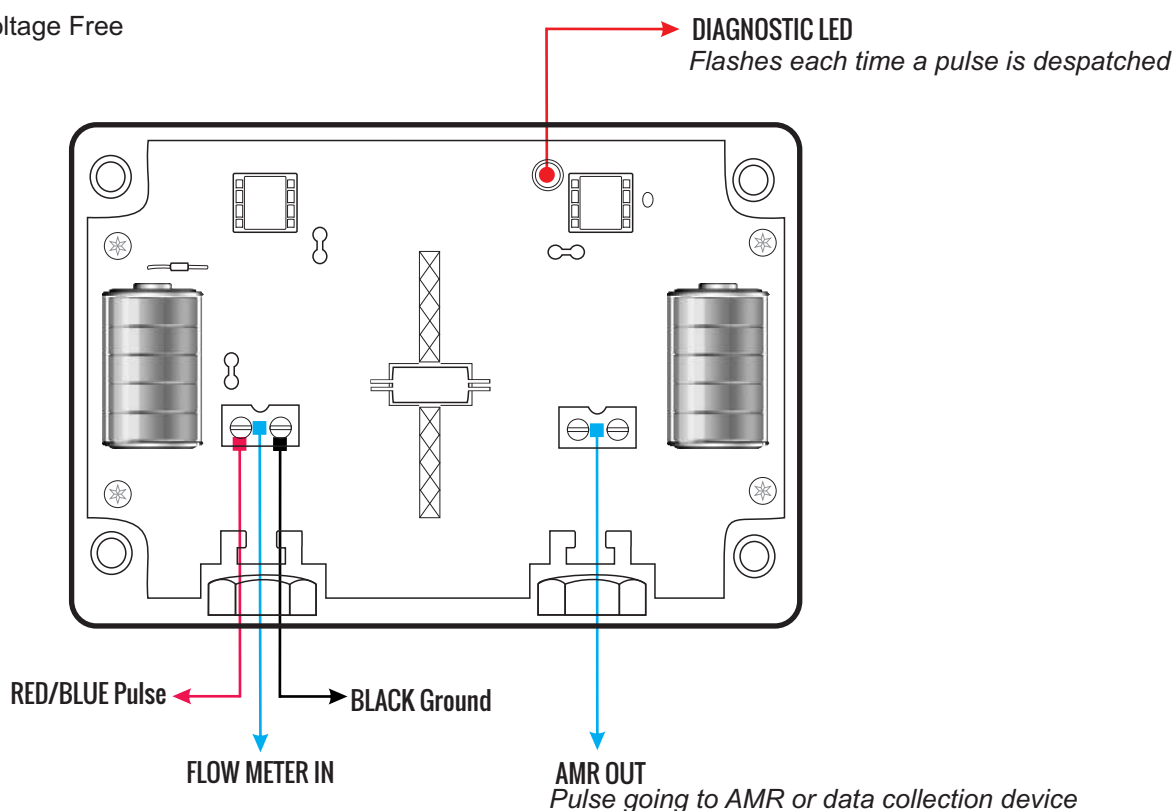 DIAGNOSTIC LED
Flashes each time a pulse is despatched
Free
RED/BLUE Pulse
BLACK Ground
FLOW METER IN
AMR OUT
Pulse going to AMR or data collection device